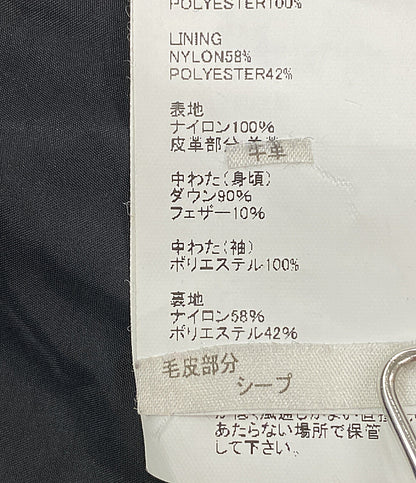 POLYESTER100%
LINING
NYLON58%
POLYESTER42%
表地
ナイロン100%
皮革部分 牛革
中わた(身頃)
ダウン90%
フェザー10%
中わた(袖)
ポリエステル100%
裏地
ナイロン58%
ポリエステル42%
毛皮部分
シープ
あたらない場所で保管
して下さい。